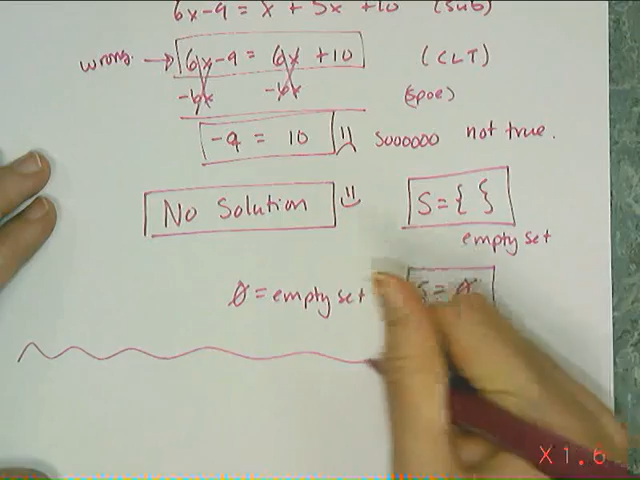 6x-9 = x + 5x +10 (sub)
wrong. → 6x-9 = 6x +10 (CLT)
-6x -6x (spoe)
-9 = 10 soooooo not true.
No Solution S={ }
empty set
∅ = empty set S = ∅
X1.6